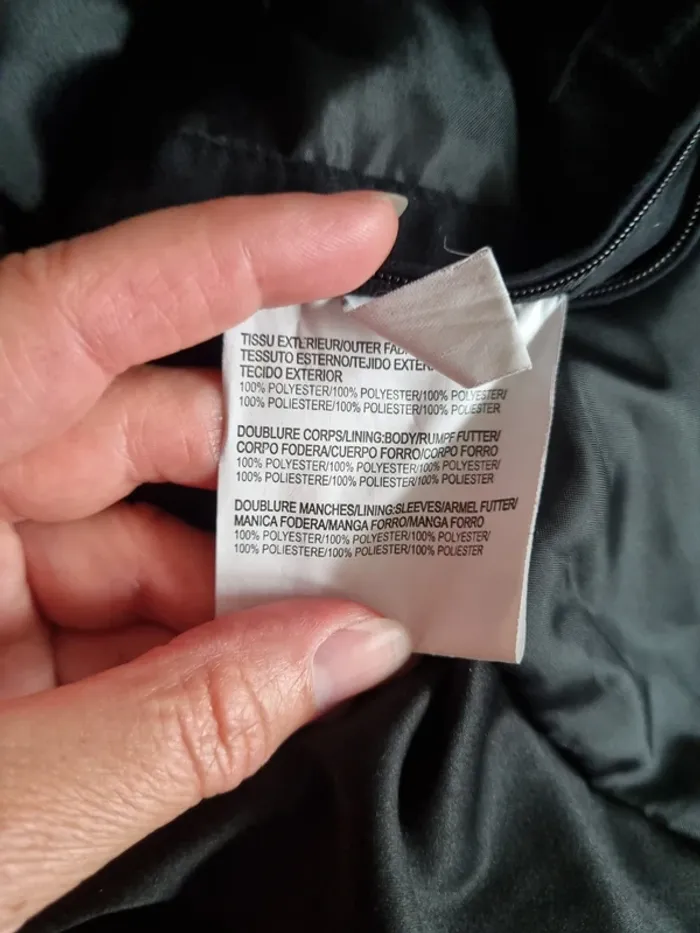 TISSU EXTERIEUR/OUTER
TESSUTO ESTERNO/TEJIDO
TECIDO EXTERIOR
100% POLYESTER/100% POLYESTER/100% POLYESTER/
100% POLIESTERE/100% POLIESTER/100% POLIESTER
DOUBLURE CORPS/LINING:BODY/RUMPF FUTTER/
CORPO FODERA/CUERPO FORRO/CORPO FORRO
100% POLYESTER/100% POLYESTER/100% POLYESTER/
100% POLIESTERE/100% POLIESTER/100% POLIESTER
DOUBLURE MANCHES/LINING:SLEEVES/ARMEL FUTTER/
MANICA FODERA/MANGA FORRO/MANGA FORRO
100% POLYESTER/100% POLYESTER/100% POLYESTER/
100% POLIESTERE/100% POLIESTER/100% POLIESTER